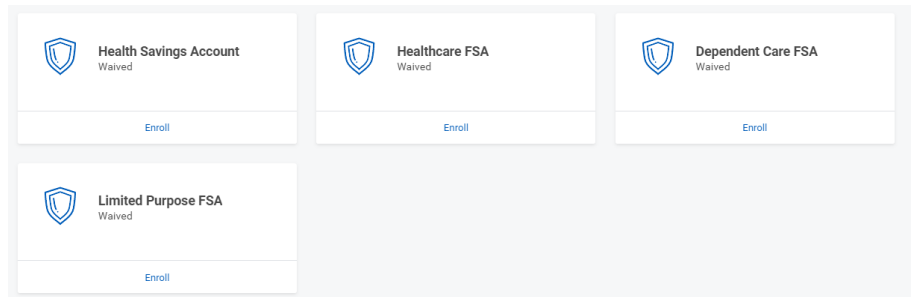 Health Savings Account
Waived
Enroll
Healthcare FSA
Waived
Enroll
Dependent Care FSA
Waived
Enroll
Limited Purpose FSA
Waived
Enroll